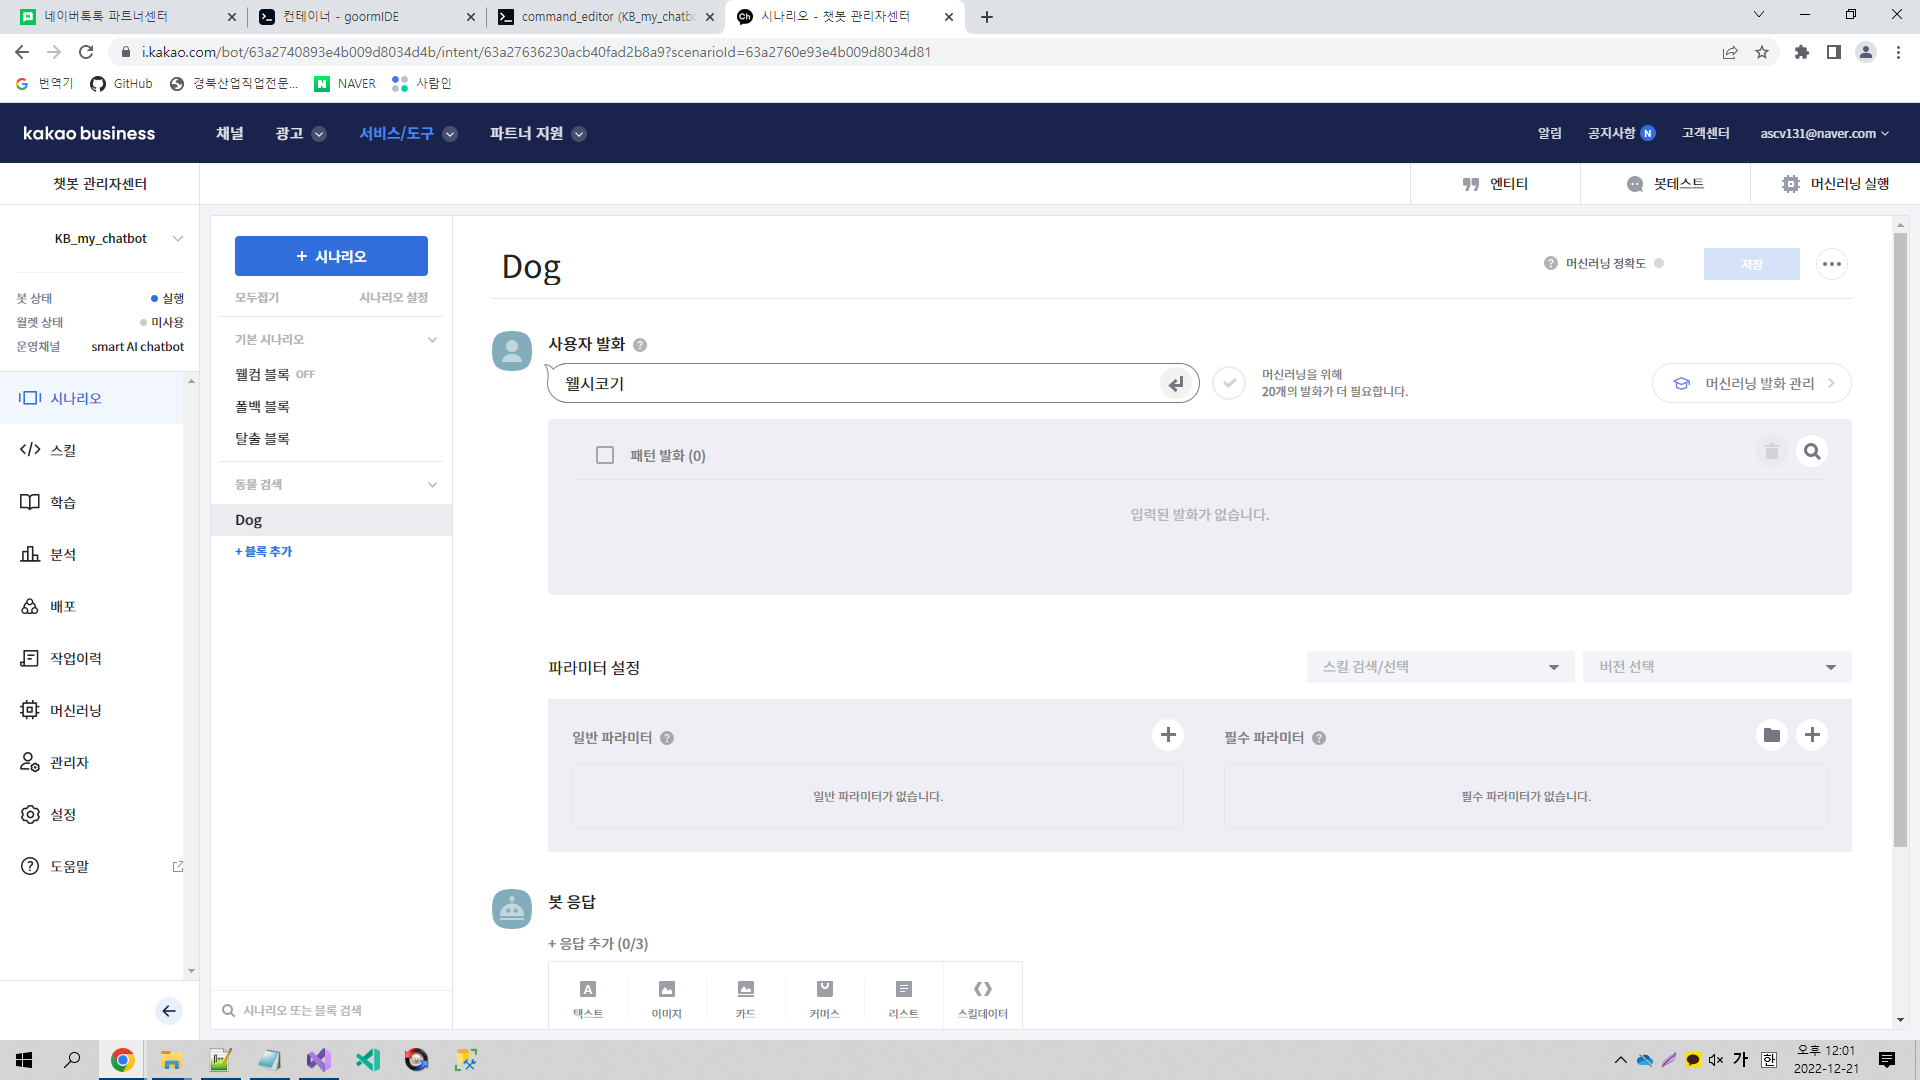 네이버톡톡 파트너센터
컨테이너 - goormIDE
command_editor (KB_my_chatbo
시나리오 - 챗봇 관리자센터
i.kakao.com/bot/63a2740893e4b009d8034d4b/intent/63a27636230acb40fad2b8a9?scenarioId=63a2760e93e4b009d8034d81
번역기
GitHub
경북산업직업전문...
NAVER
사람인
kakao business
채널
광고
서비스/도구
파트너 지원
알림
공지사항 N
고객센터
ascv131@naver.com
챗봇 관리자센터
엔티티
봇테스트
머신러닝 실행
KB_my_chatbot
봇 상태
실행
월렛 상태
미사용
운영채널
smart AI chatbot
시나리오
스킬
학습
분석
배포
작업이력
머신러닝
관리자
설정
도움말
+ 시나리오
모두접기
시나리오 설정
기본 시나리오
웰컴 블록 OFF
폴백 블록
탈출 블록
동물 검색
Dog
+ 블록 추가
시나리오 또는 블록 검색
Dog
머신러닝 정확도
저장
사용자 발화
웰시코기
머신러닝을 위해
20개의 발화가 더 필요합니다.
머신러닝 발화 관리
패턴 발화 (0)
입력된 발화가 없습니다.
파라미터 설정
스킬 검색/선택
버전 선택
일반 파라미터
필수 파라미터
일반 파라미터가 없습니다.
필수 파라미터가 없습니다.
봇 응답
+ 응답 추가 (0/3)
텍스트
이미지
카드
커머스
리스트
스킬데이터
가
한
오후 12:01
2022-12-21